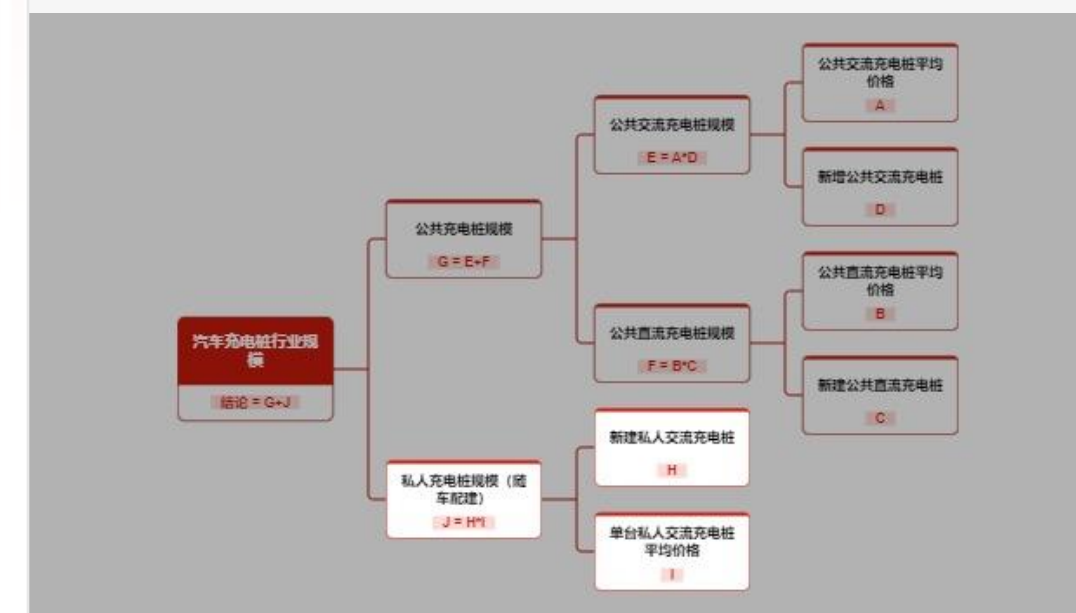 公共交流充电桩平均
价格
A
公共交流充电桩规模
E = A*D
新增公共交流充电桩
D
公共充电桩规模
G = E+F
公共直流充电桩平均
价格
B
公共直流充电桩规模
F = B*C
新建公共直流充电桩
C
汽车充电桩行业规
模
结论 = G+J
新建私人交流充电桩
H
私人充电桩规模（随
车配建）
J = H*I
单台私人交流充电桩
平均价格
I